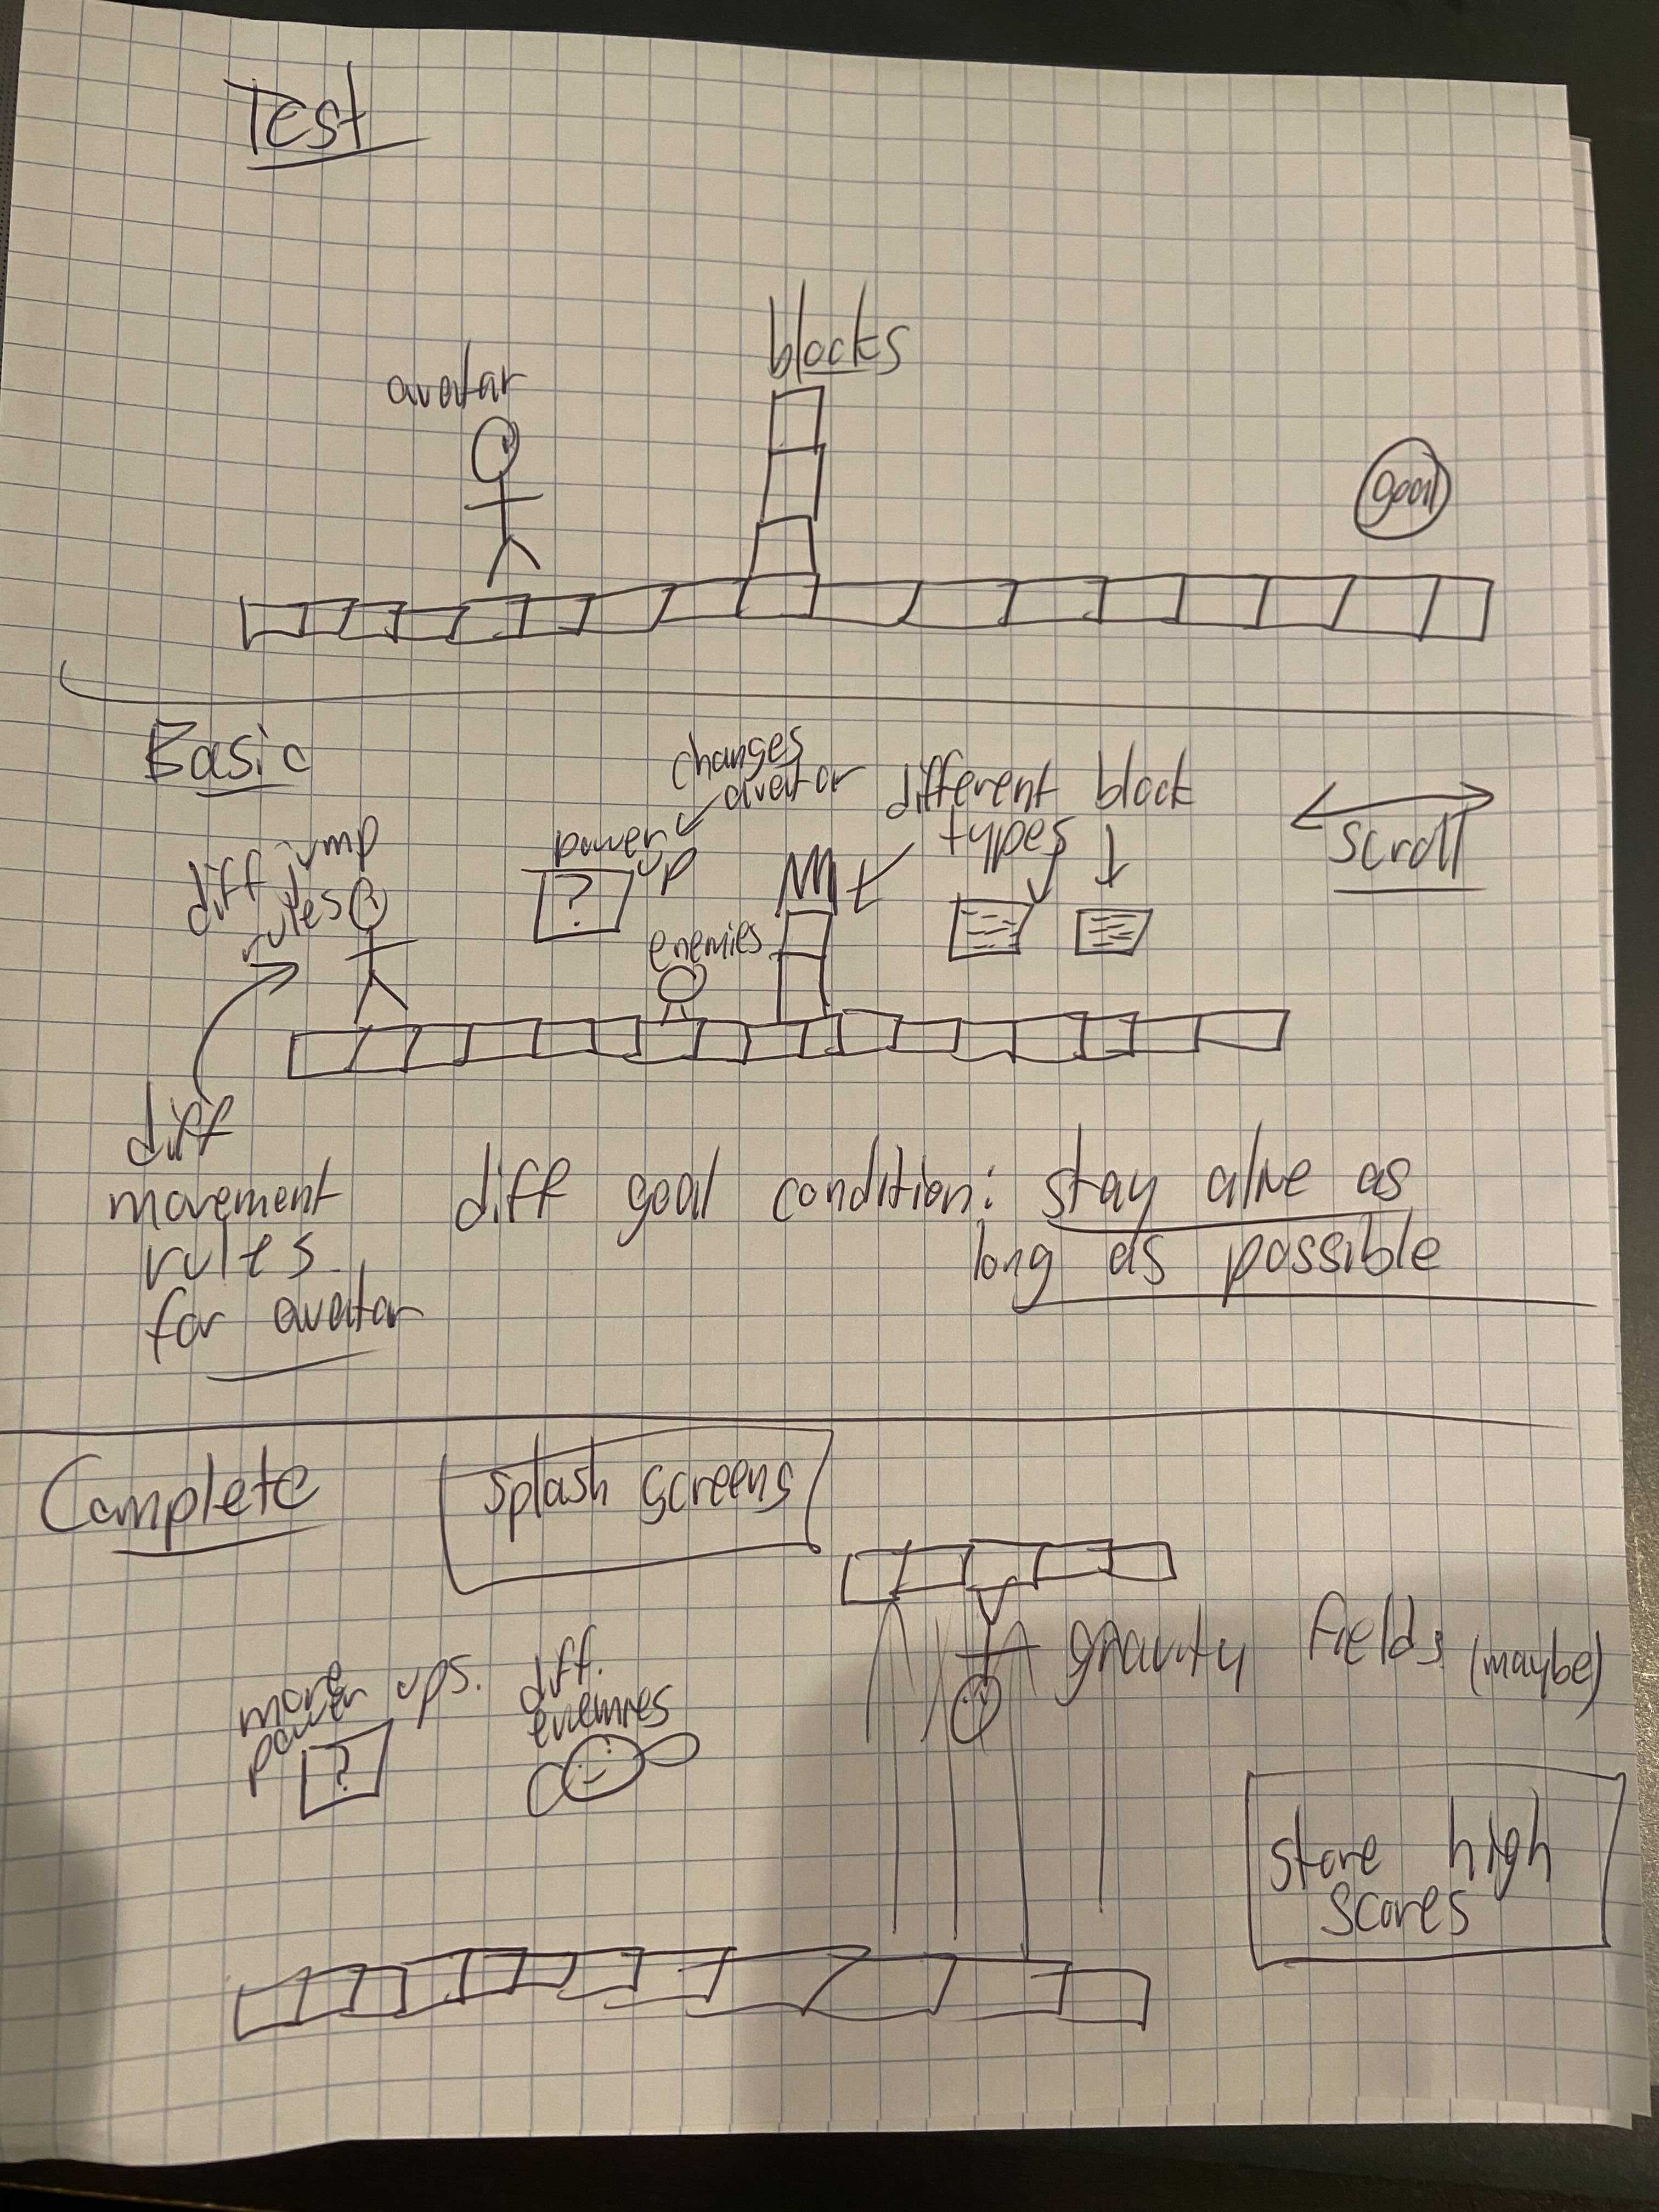 Test
avatar
blocks
goal
Basic
diff jump
rules
power
up
?
changes
avatar
enemies
different block
types
scroll
diff
movement
rules
for avatar
diff goal condition: stay alive as
long as possible
Complete
splash screens
more
power ups.
?
diff.
enemies
gravity fields (maybe)
store high
scores